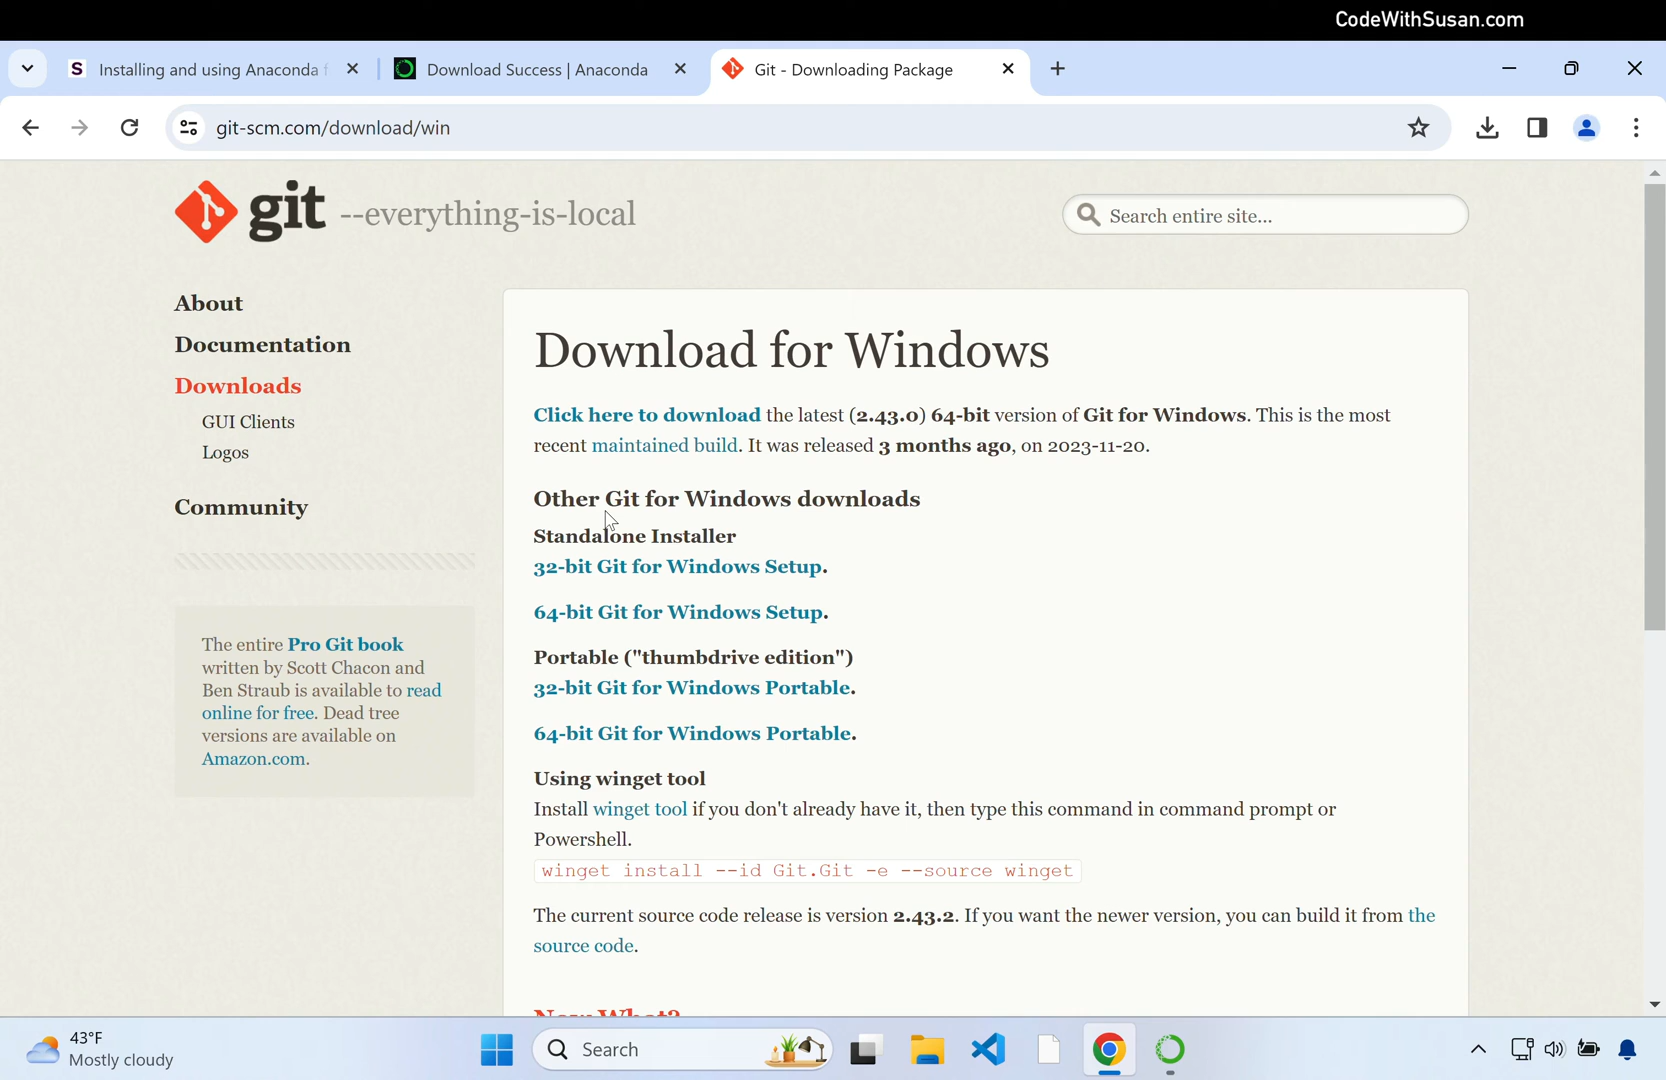 CodeWithSusan.com
Installing and using Anaconda f
Download Success | Anaconda
Git - Downloading Package
git-scm.com/download/win
git --everything-is-local
Search entire site...
About
Documentation
Downloads
GUI Clients
Logos
Community
The entire Pro Git book
written by Scott Chacon and
Ben Straub is available to read
online for free. Dead tree
versions are available on
Amazon.com.
Download for Windows
Click here to download the latest (2.43.0) 64-bit version of Git for Windows. This is the most
recent maintained build. It was released 3 months ago, on 2023-11-20.
Other Git for Windows downloads
Standalone Installer
32-bit Git for Windows Setup.
64-bit Git for Windows Setup.
Portable ("thumbdrive edition")
32-bit Git for Windows Portable.
64-bit Git for Windows Portable.
Using winget tool
Install winget tool if you don't already have it, then type this command in command prompt or
Powershell.
winget install --id Git.Git -e --source winget
The current source code release is version 2.43.2. If you want the newer version, you can build it from the
source code.
Now What?
43°F
Mostly cloudy
Search